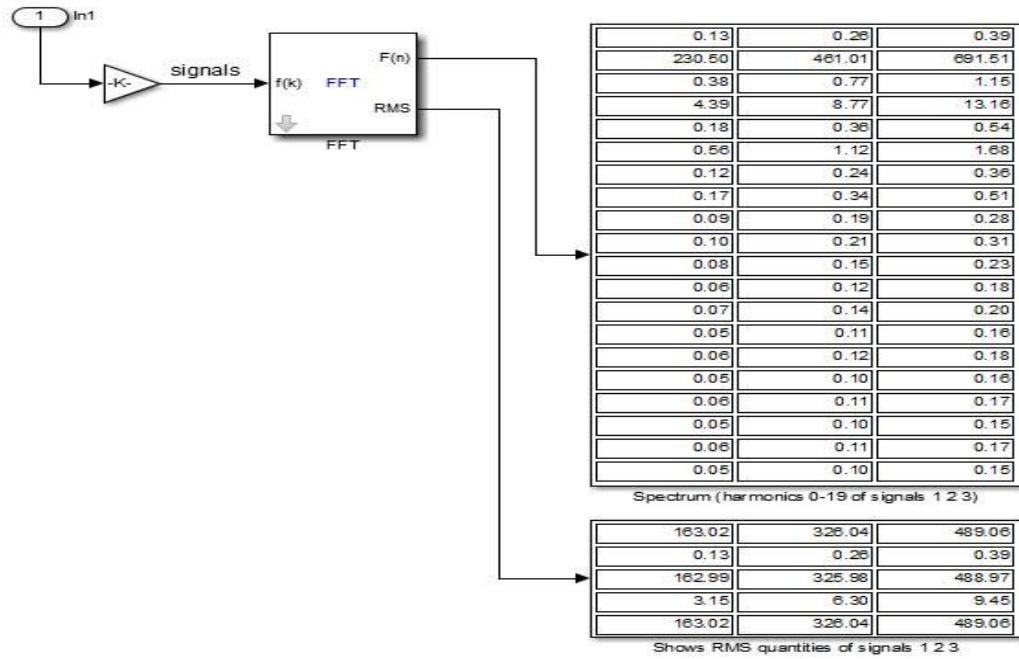 1 In1
-K-
signals
f(k) FFT F(n)
RMS
FFT
0.13 0.26 0.39
230.50 461.01 691.51
0.38 0.77 1.15
4.39 8.77 13.16
0.18 0.36 0.54
0.56 1.12 1.68
0.12 0.24 0.36
0.17 0.34 0.51
0.09 0.19 0.28
0.10 0.21 0.31
0.08 0.15 0.23
0.06 0.12 0.18
0.07 0.14 0.20
0.05 0.11 0.16
0.06 0.12 0.18
0.05 0.10 0.16
0.06 0.11 0.17
0.05 0.10 0.15
0.06 0.11 0.17
0.05 0.10 0.15
Spectrum (harmonics 0-19 of signals 1 2 3)
163.02 326.04 489.06
0.13 0.26 0.39
162.99 325.98 488.97
3.15 6.30 9.45
163.02 326.04 489.06
Shows RMS quantities of signals 1 2 3